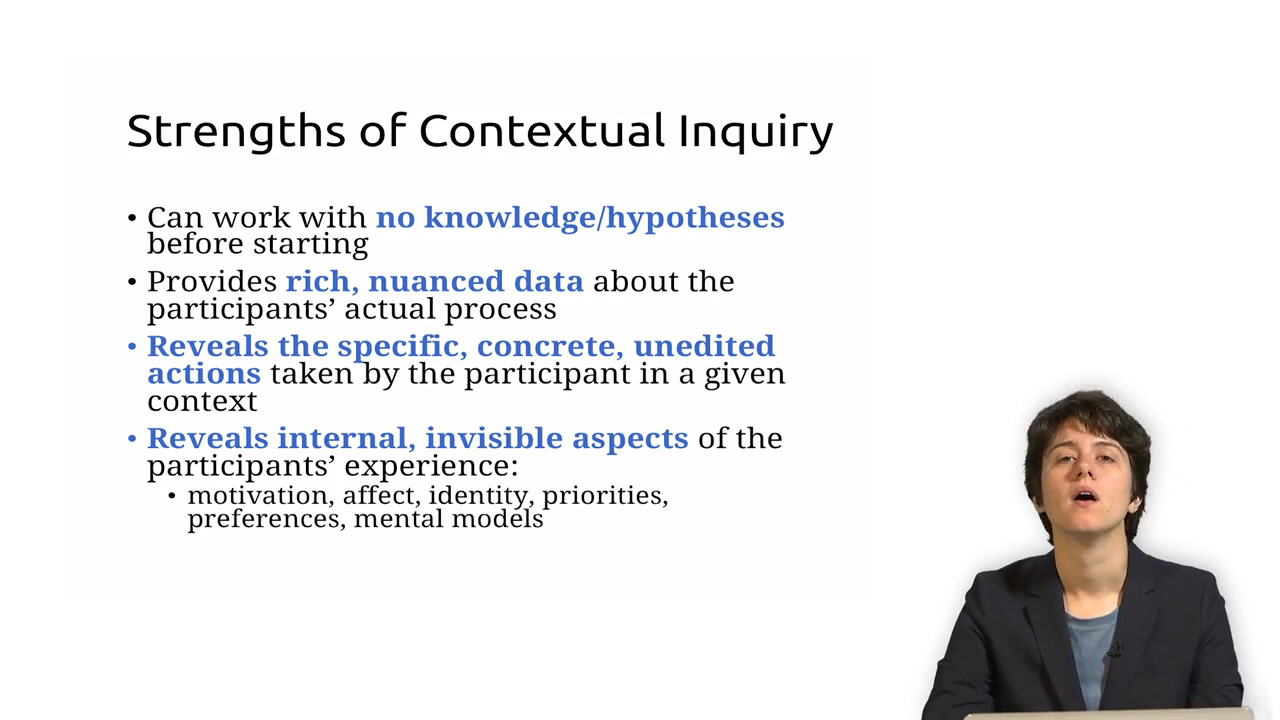 Strengths of Contextual Inquiry
• Can work with no knowledge/hypotheses
before starting
• Provides rich, nuanced data about the
participants’ actual process
• Reveals the specific, concrete, unedited
actions taken by the participant in a given
context
• Reveals internal, invisible aspects of the
participants’ experience:
• motivation, affect, identity, priorities,
preferences, mental models